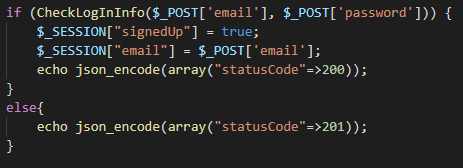 if (CheckLogInInfo($_POST['email'], $_POST['password'])) {
    $_SESSION["signedUp"] = true;
    $_SESSION["email"] = $_POST['email'];
    echo json_encode(array("statusCode"=>200));
}
else{
    echo json_encode(array("statusCode"=>201));
}